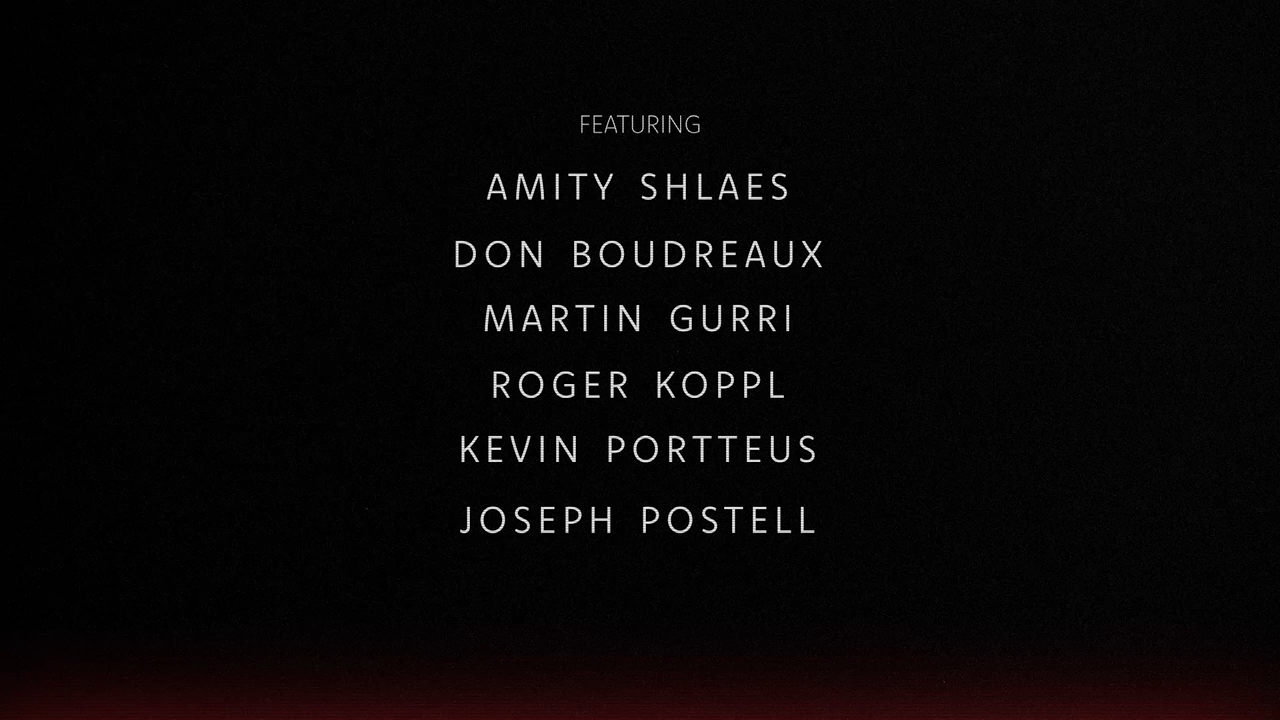 FEATURING
AMITY SHLAES
DON BOUDREAUX
MARTIN GURRI
ROGER KOPPL
KEVIN PORTTEUS
JOSEPH POSTELL